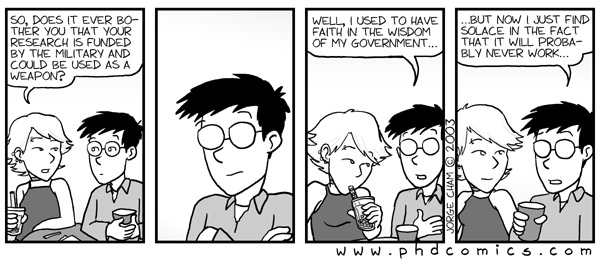 SO, DOES IT EVER BO-
THER YOU THAT YOUR
RESEARCH IS FUNDED
BY THE MILITARY AND
COULD BE USED AS A
WEAPON?
WELL, I USED TO HAVE
FAITH IN THE WISDOM
OF MY GOVERNMENT...
...BUT NOW I JUST FIND
SOLACE IN THE FACT
THAT IT WILL PROBA-
BLY NEVER WORK...
JORGE CHAM © 2003
www.phdcomics.com